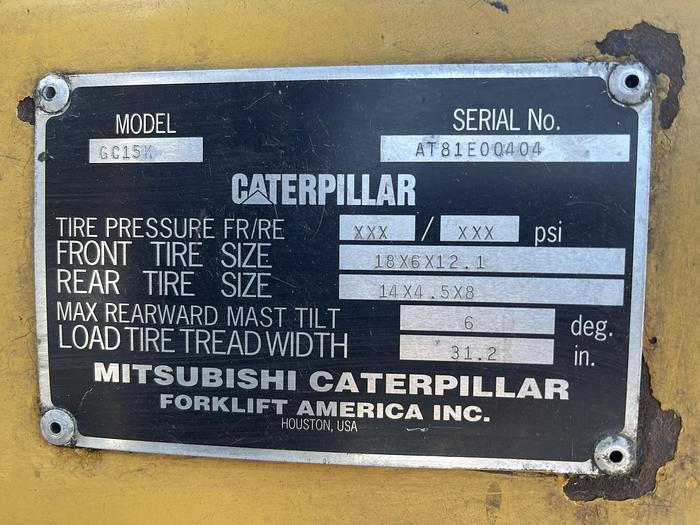 MODEL SERIAL No.
GC15K AT81E00404
CATERPILLAR
TIRE PRESSURE FR/RE XXX / XXX psi
FRONT TIRE SIZE 18X6X12.1
REAR TIRE SIZE 14X4.5X8
MAX REARWARD MAST TILT 6 deg.
LOAD TIRE TREAD WIDTH 31.2 in.
MITSUBISHI CATERPILLAR
FORKLIFT AMERICA INC.
HOUSTON, USA